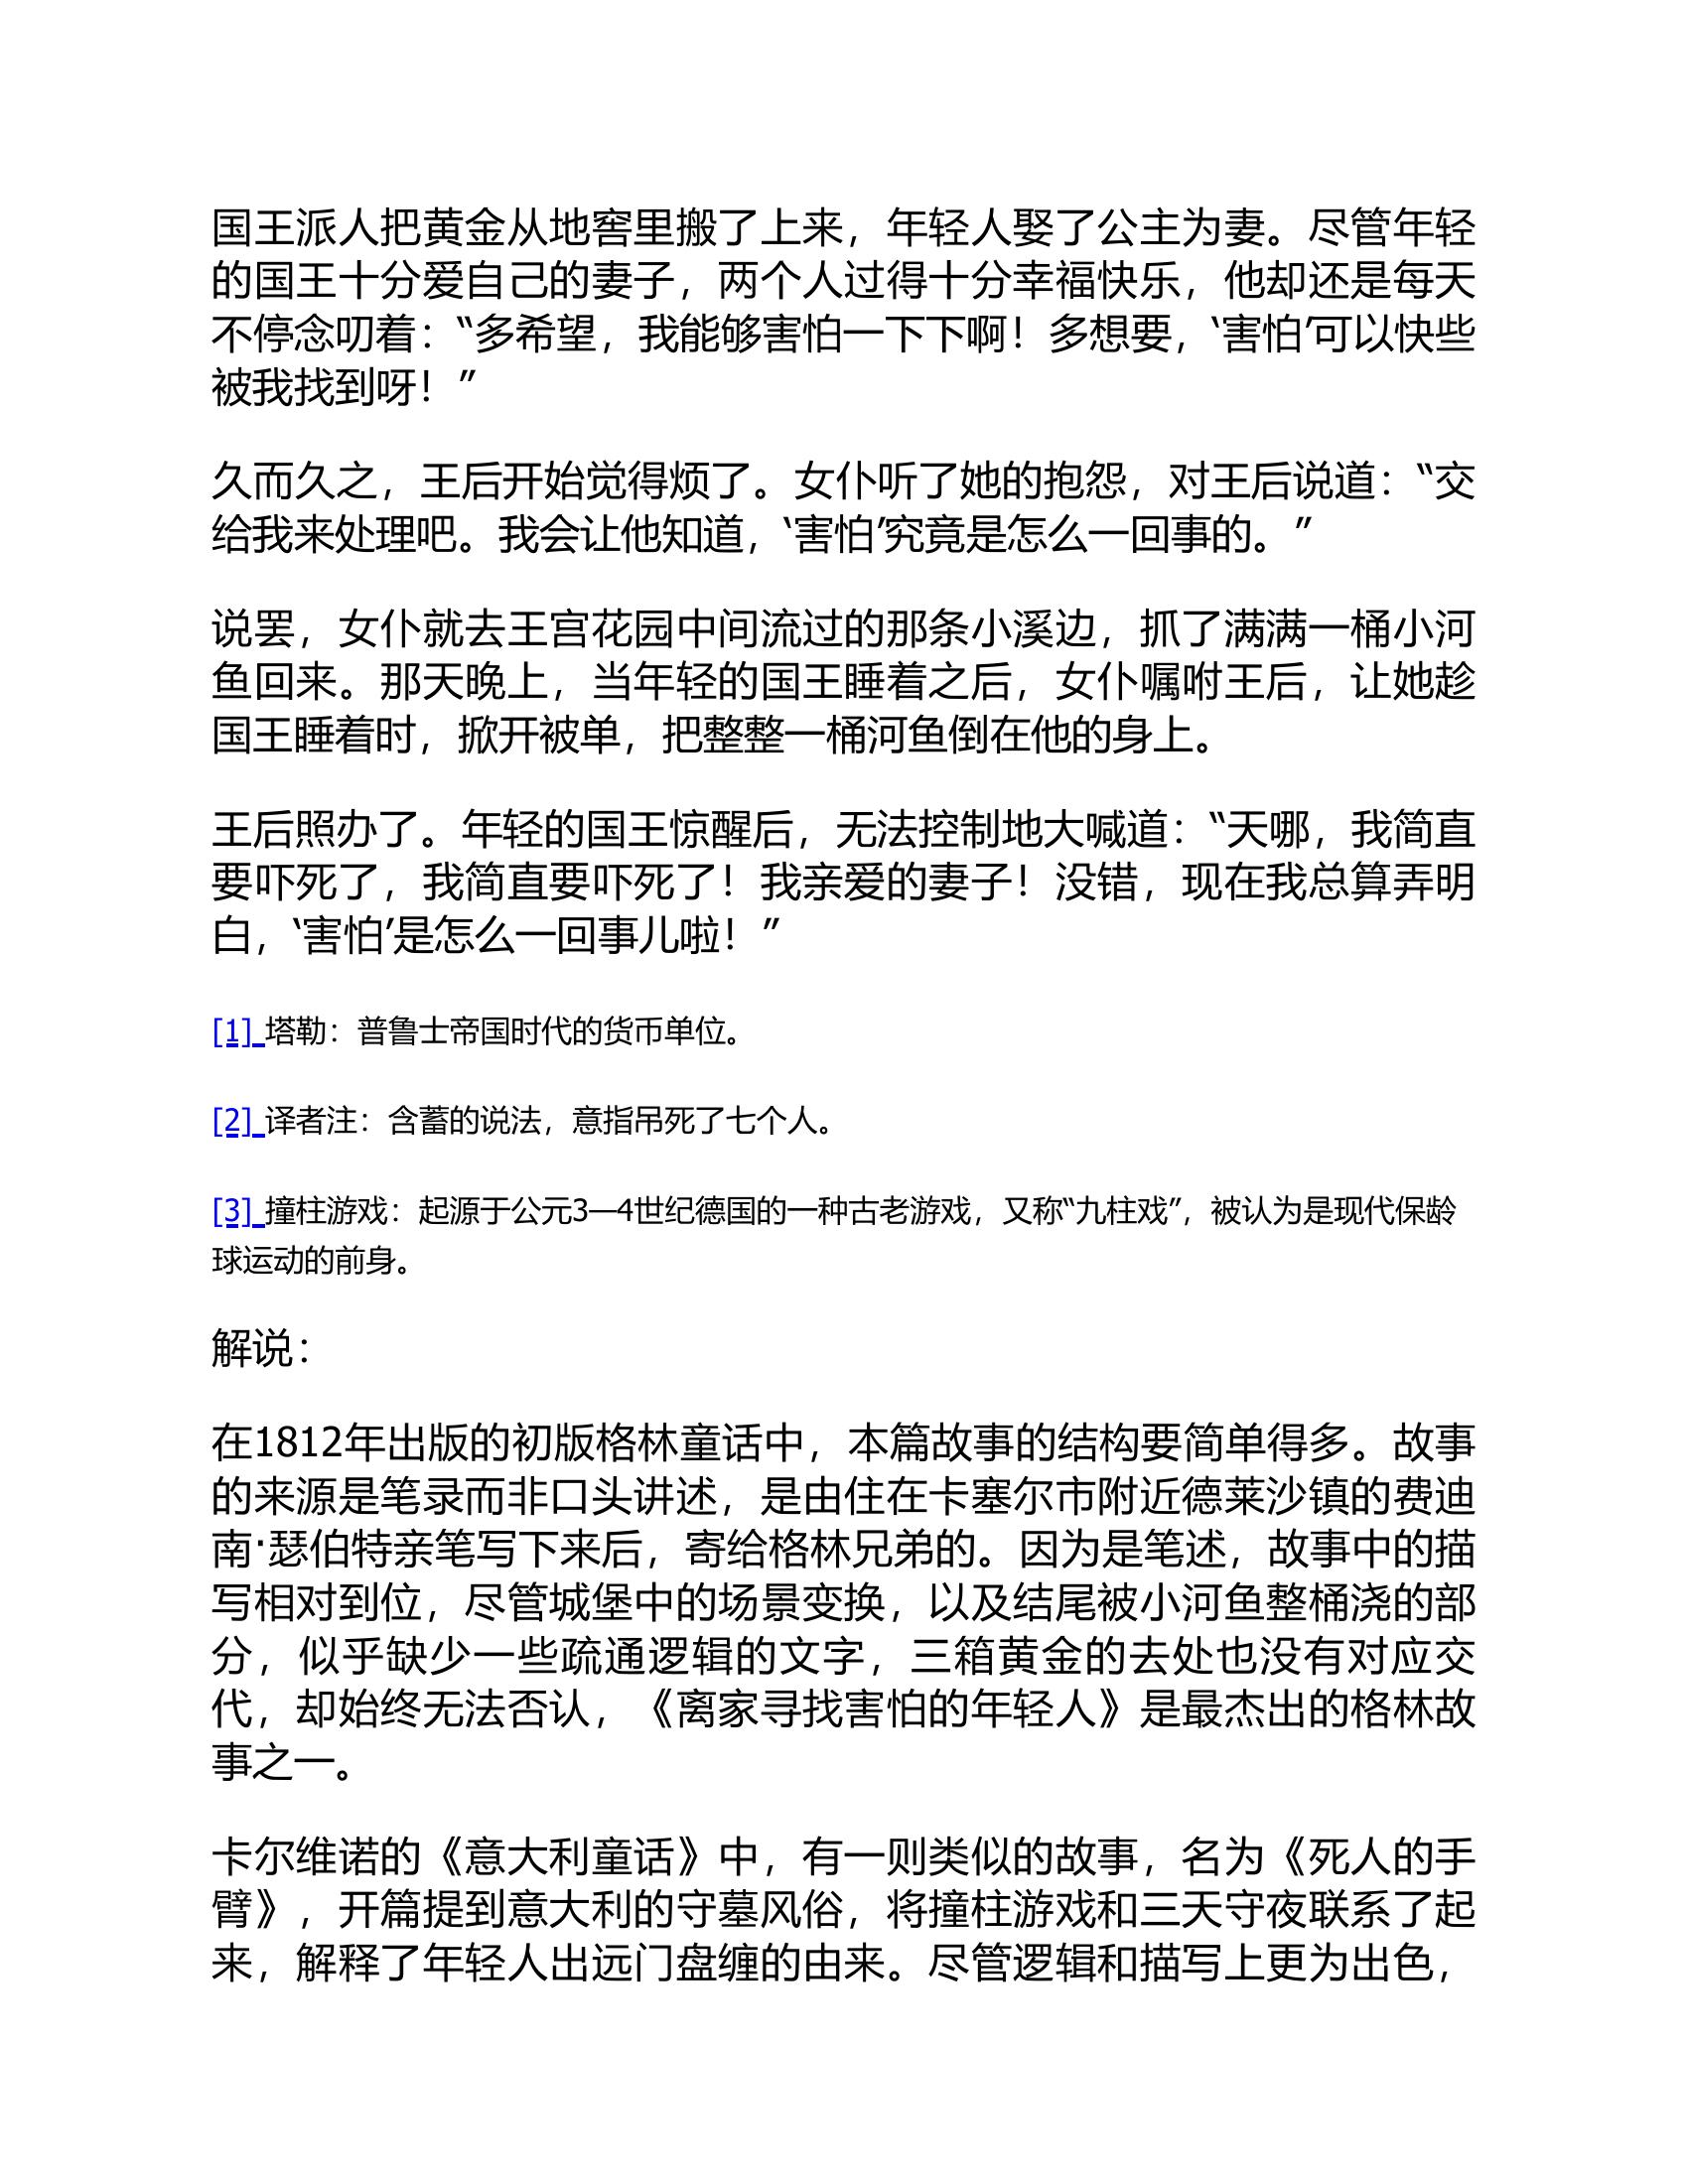 国王派人把黄金从地窖里搬了上来，年轻人娶了公主为妻。尽管年轻
的国王十分爱自己的妻子，两个人过得十分幸福快乐，他却还是每天
不停念叨着：“多希望，我能够害怕一下下啊！多想要，‘害怕’可以快些
被我找到呀！”
久而久之，王后开始觉得烦了。女仆听了她的抱怨，对王后说道：“交
给我来处理吧。我会让他知道，‘害怕’究竟是怎么一回事的。”
说罢，女仆就去王宫花园中间流过的那条小溪边，抓了满满一桶小河
鱼回来。那天晚上，当年轻的国王睡着之后，女仆嘱咐王后，让她趁
国王睡着时，掀开被单，把整整一桶河鱼倒在他的身上。
王后照办了。年轻的国王惊醒后，无法控制地大喊道：“天哪，我简直
要吓死了，我简直要吓死了！我亲爱的妻子！没错，现在我总算弄明
白，‘害怕’是怎么一回事儿啦！”
[1] 塔勒：普鲁士帝国时代的货币单位。
[2] 译者注：含蓄的说法，意指吊死了七个人。
[3] 撞柱游戏：起源于公元3—4世纪德国的一种古老游戏，又称“九柱戏”，被认为是现代保龄
球运动的前身。
解说：
在1812年出版的初版格林童话中，本篇故事的结构要简单得多。故事
的来源是笔录而非口头讲述，是由住在卡塞尔市附近德莱沙镇的费迪
南·瑟伯特亲笔写下来后，寄给格林兄弟的。因为是笔述，故事中的描
写相对到位，尽管城堡中的场景变换，以及结尾被小河鱼整桶浇的部
分，似乎缺少一些疏通逻辑的文字，三箱黄金的去处也没有对应交
代，却始终无法否认，《离家寻找害怕的年轻人》是最杰出的格林故
事之一。
卡尔维诺的《意大利童话》中，有一则类似的故事，名为《死人的手
臂》，开篇提到意大利的守墓风俗，将撞柱游戏和三天守夜联系了起
来，解释了年轻人出远门盘缠的由来。尽管逻辑和描写上更为出色，